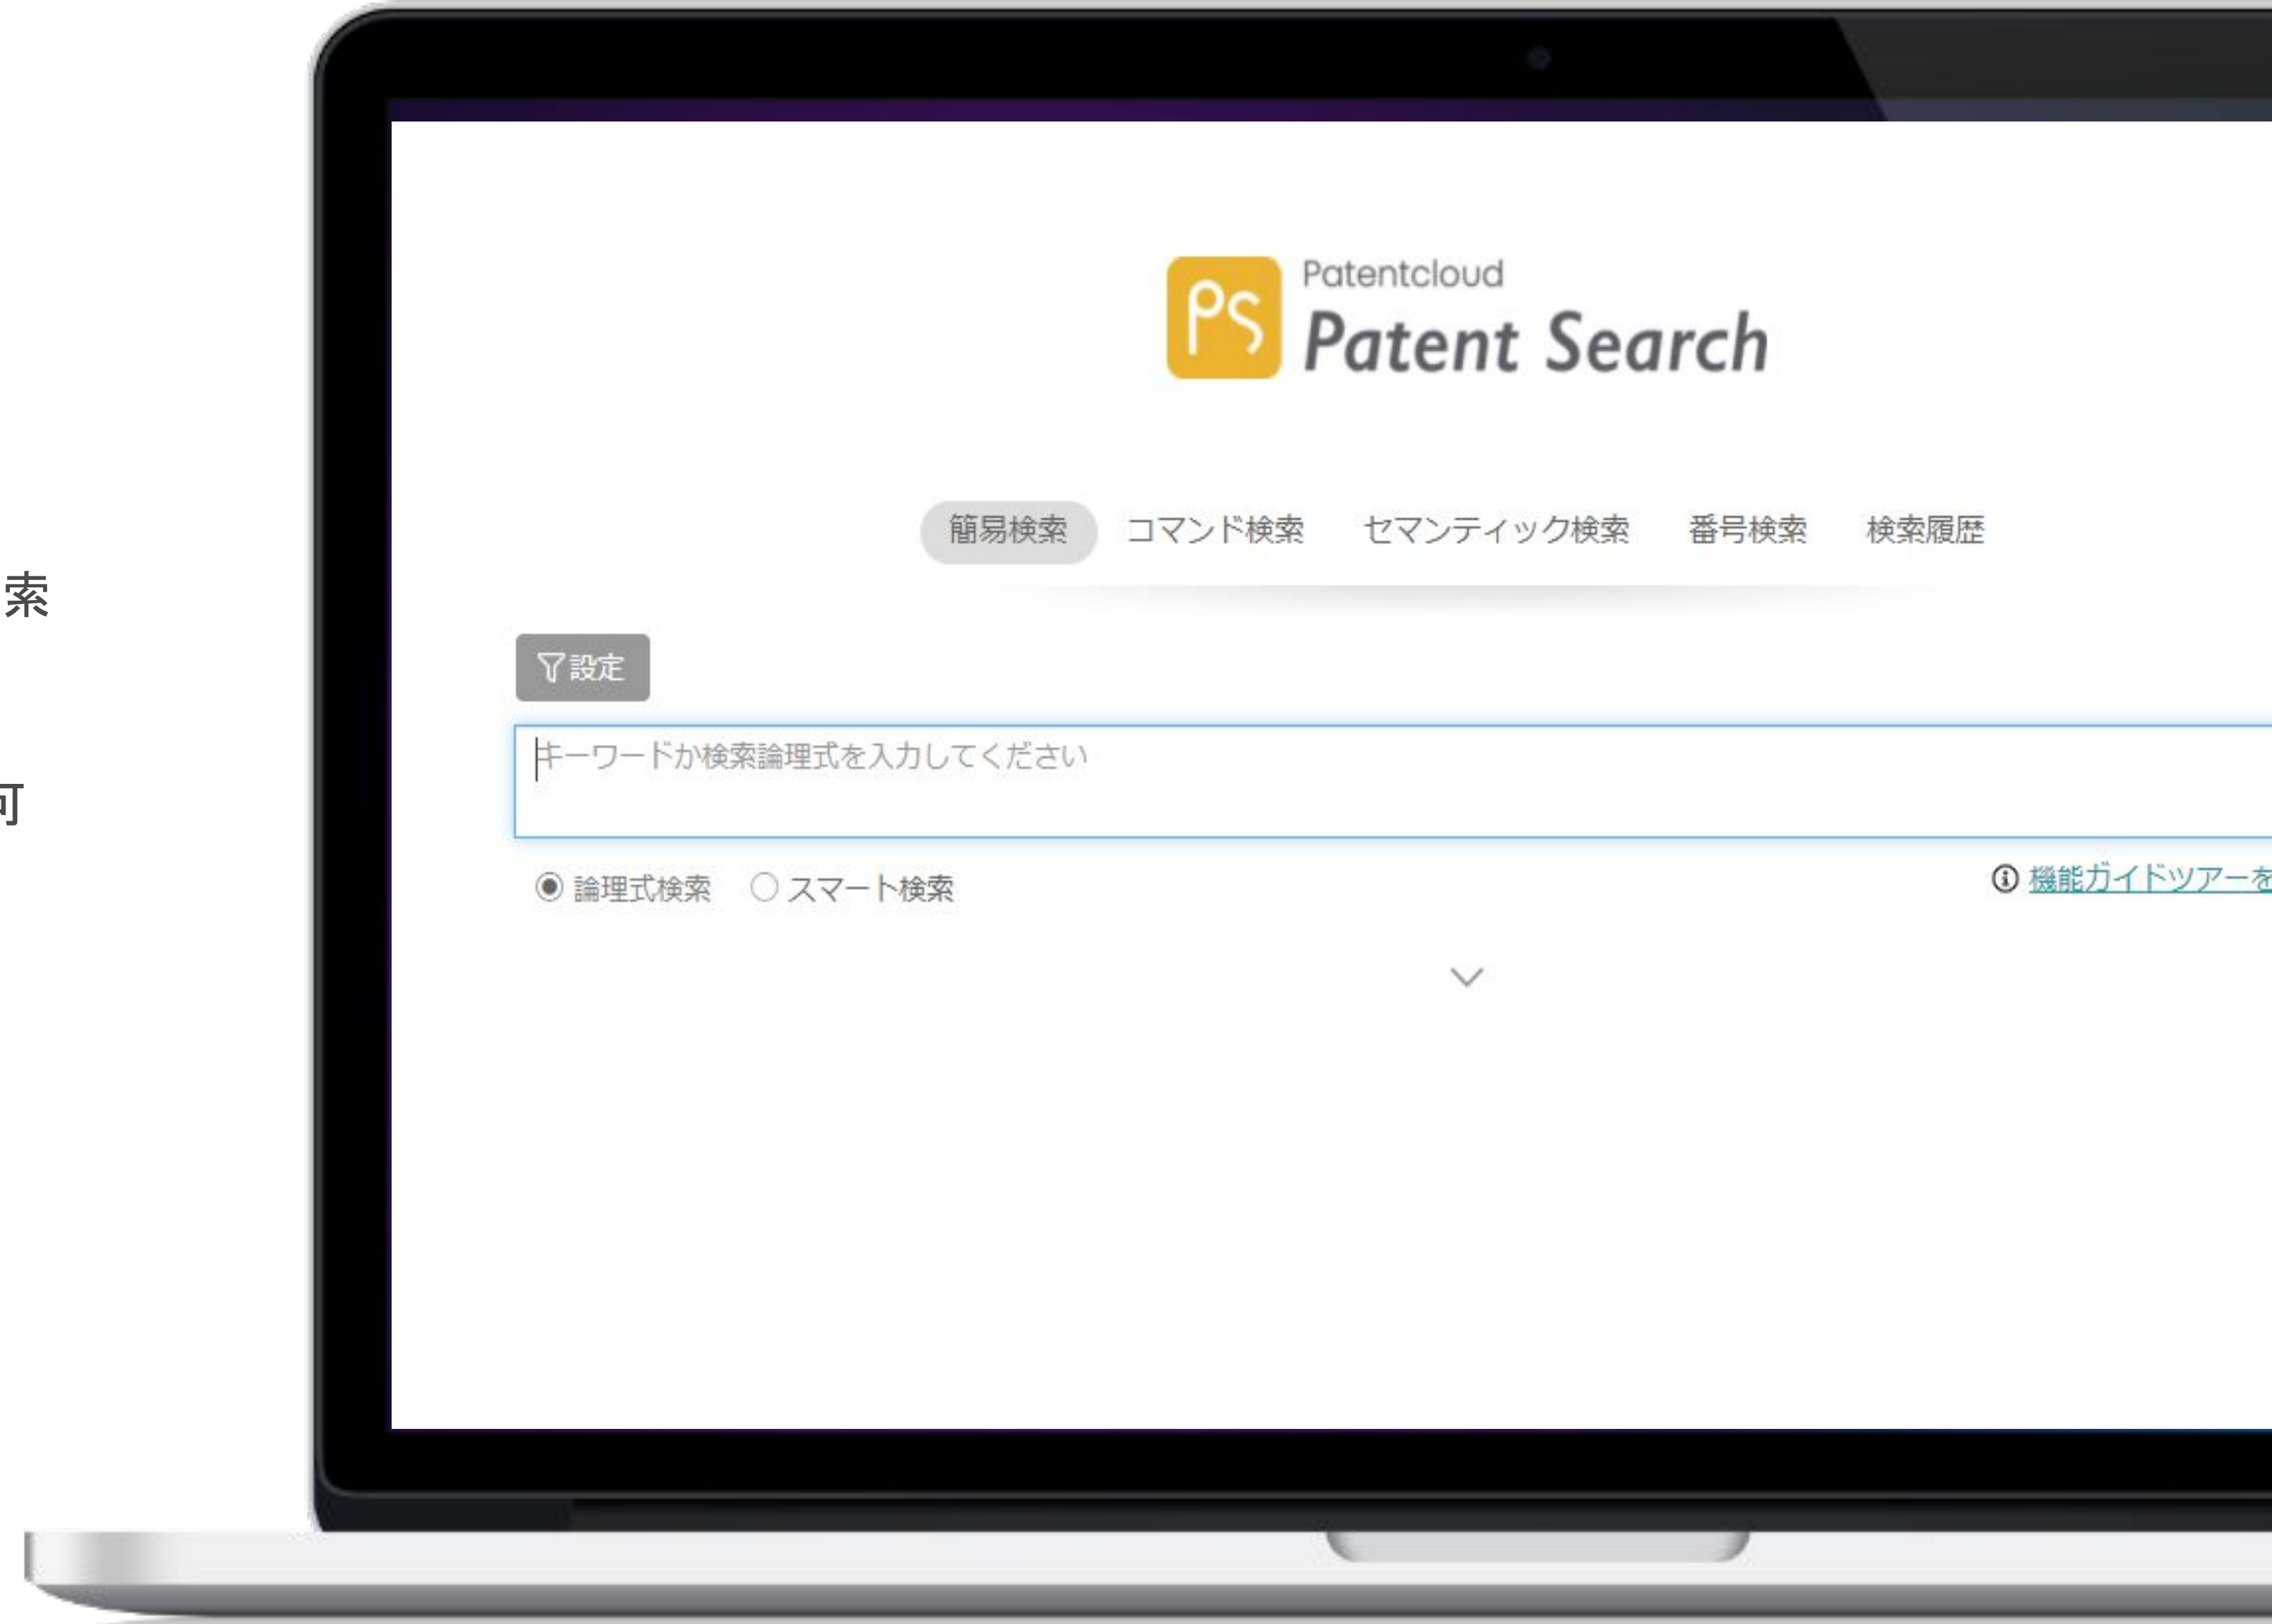 Patentcloud
PS Patent Search
簡易検索 コマンド検索 セマンティック検索 番号検索 検索履歴
索
設定
キーワードか検索論理式を入力してください
可
論理式検索 スマート検索
機能ガイドツアーを